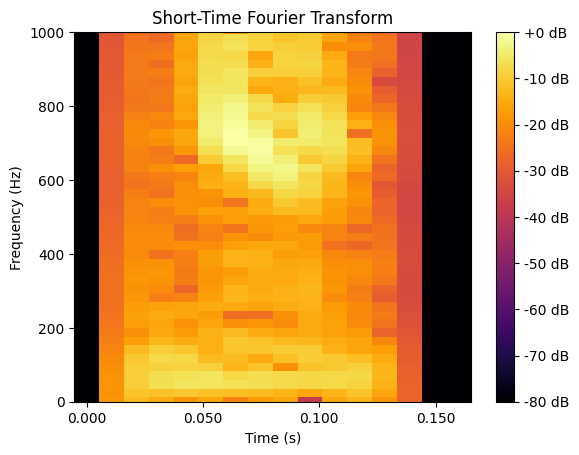 Short-Time Fourier Transform
Frequency (Hz)
1000
800
600
400
200
0
0.000
0.050
0.100
0.150
Time (s)
+0 dB
-10 dB
-20 dB
-30 dB
-40 dB
-50 dB
-60 dB
-70 dB
-80 dB